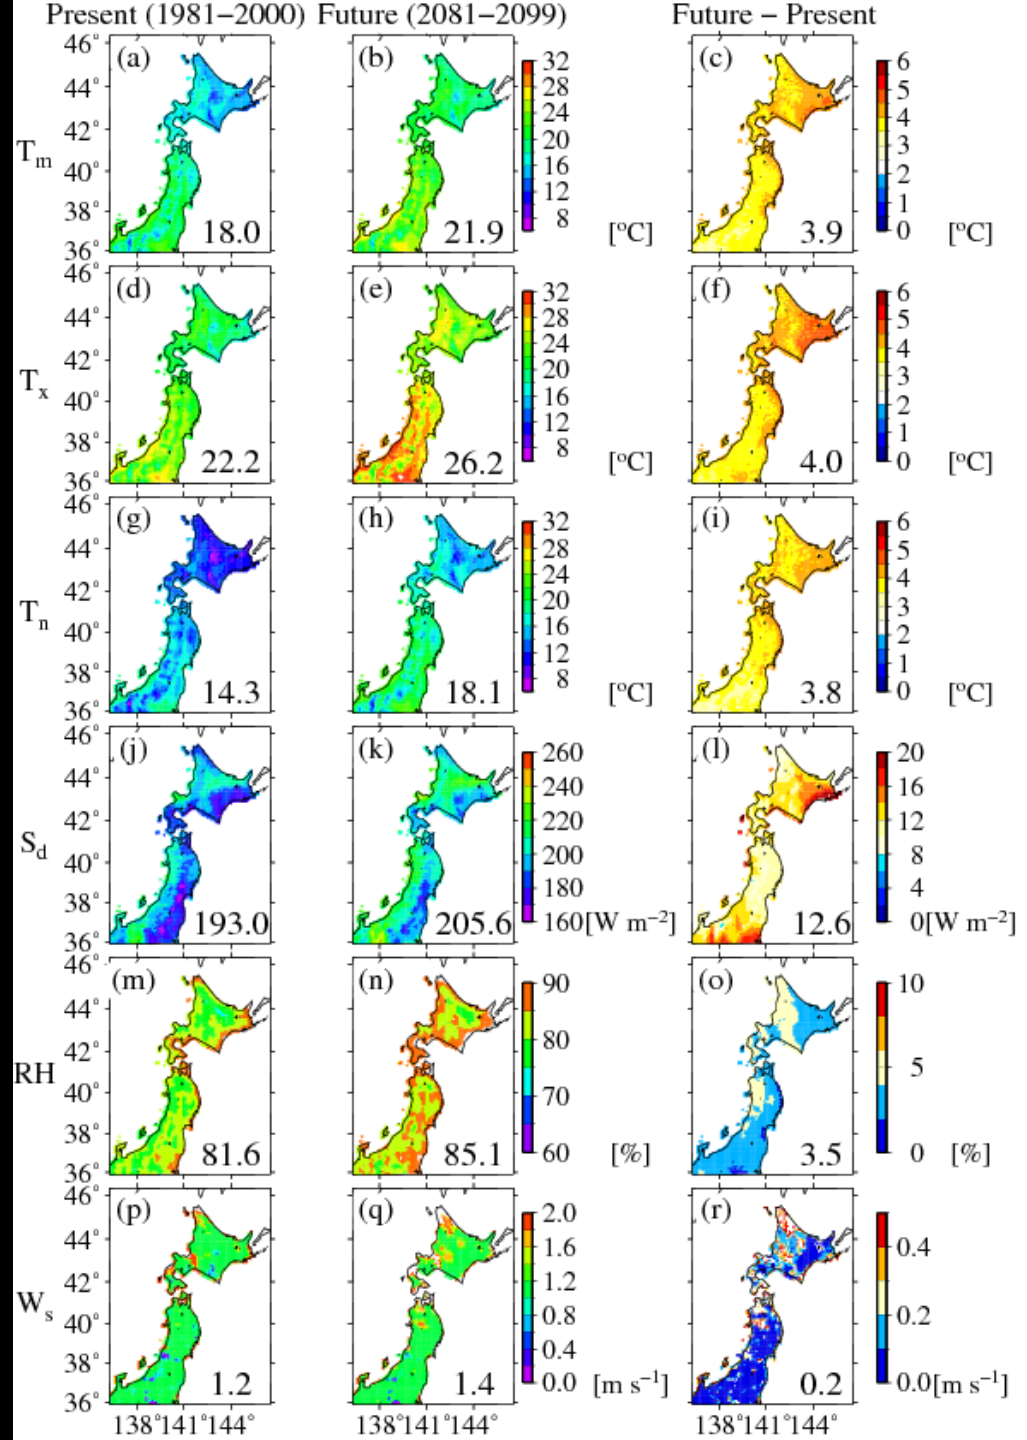 Present (1981−2000) Future (2081−2099) Future − Present
46° (a) (b) (c)
44°
42°
40°
38°
36°
Tm
18.0 21.9 3.9
32 28 24 20 16 12 8 [°C]
6 5 4 3 2 1 0 [°C]
46° (d) (e) (f)
44°
42°
40°
38°
36°
Tx
22.2 26.2 4.0
32 28 24 20 16 12 8 [°C]
6 5 4 3 2 1 0 [°C]
46° (g) (h) (i)
44°
42°
40°
38°
36°
Tn
14.3 18.1 3.8
32 28 24 20 16 12 8 [°C]
6 5 4 3 2 1 0 [°C]
46° (j) (k) (l)
44°
42°
40°
38°
36°
Sd
193.0 205.6 12.6
260 240 220 200 180 160 [W m−2]
20 16 12 8 4 0 [W m−2]
46° (m) (n) (o)
44°
42°
40°
38°
36°
RH
81.6 85.1 3.5
90 80 70 60 [%]
10 5 0 [%]
46° (p) (q) (r)
44°
42°
40°
38°
36°
Ws
1.2 1.4 0.2
2.0 1.6 1.2 0.8 0.4 0.0 [m s−1]
0.4 0.2 0.0 [m s−1]
138° 141° 144° 138° 141° 144° 138° 141° 144°